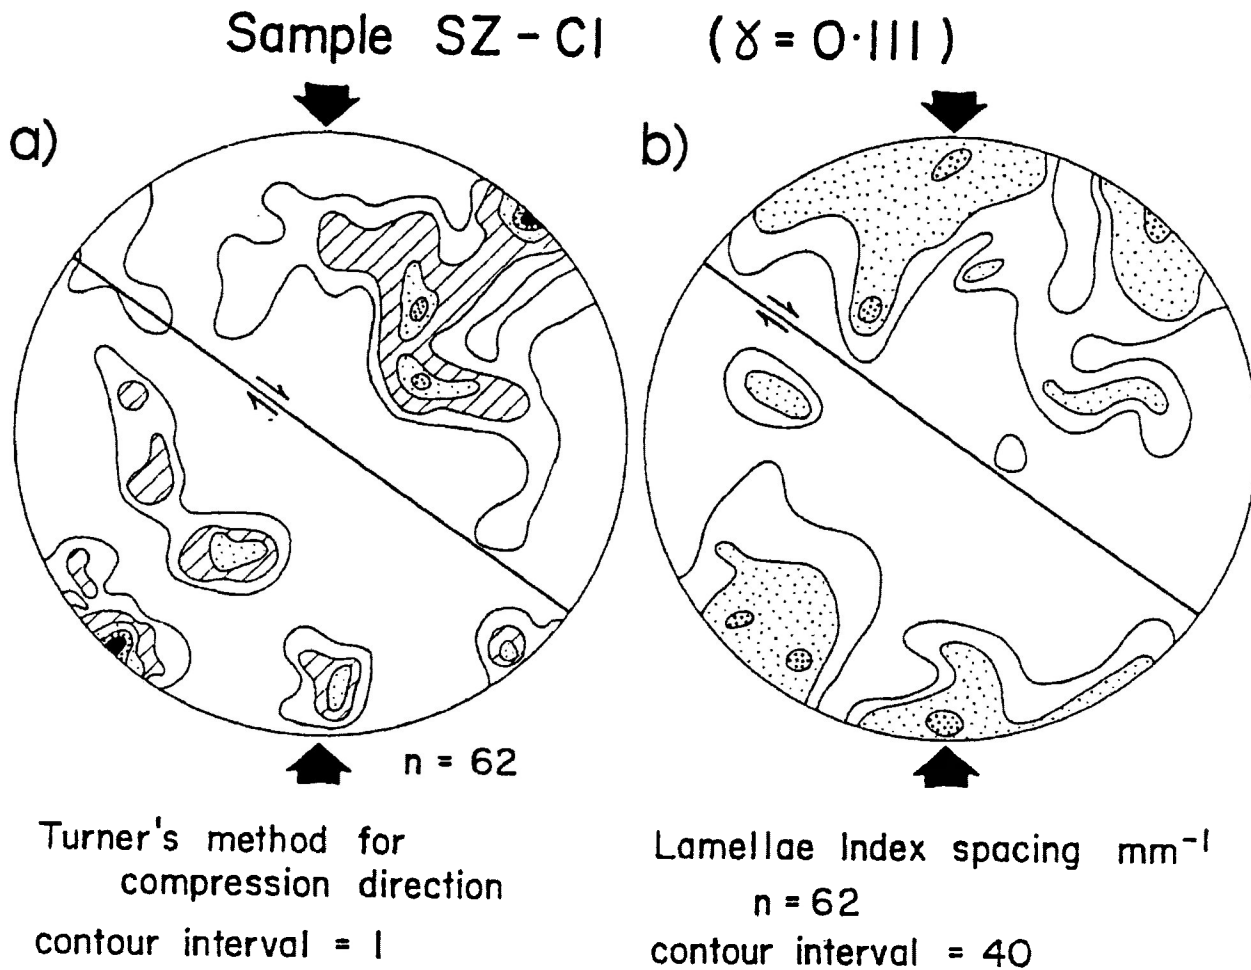 Sample SZ-C1 (γ = 0·111)
a)
b)
n = 62
Turner's method for
compression direction
contour interval = 1
Lamellae Index spacing mm⁻¹
n = 62
contour interval = 40